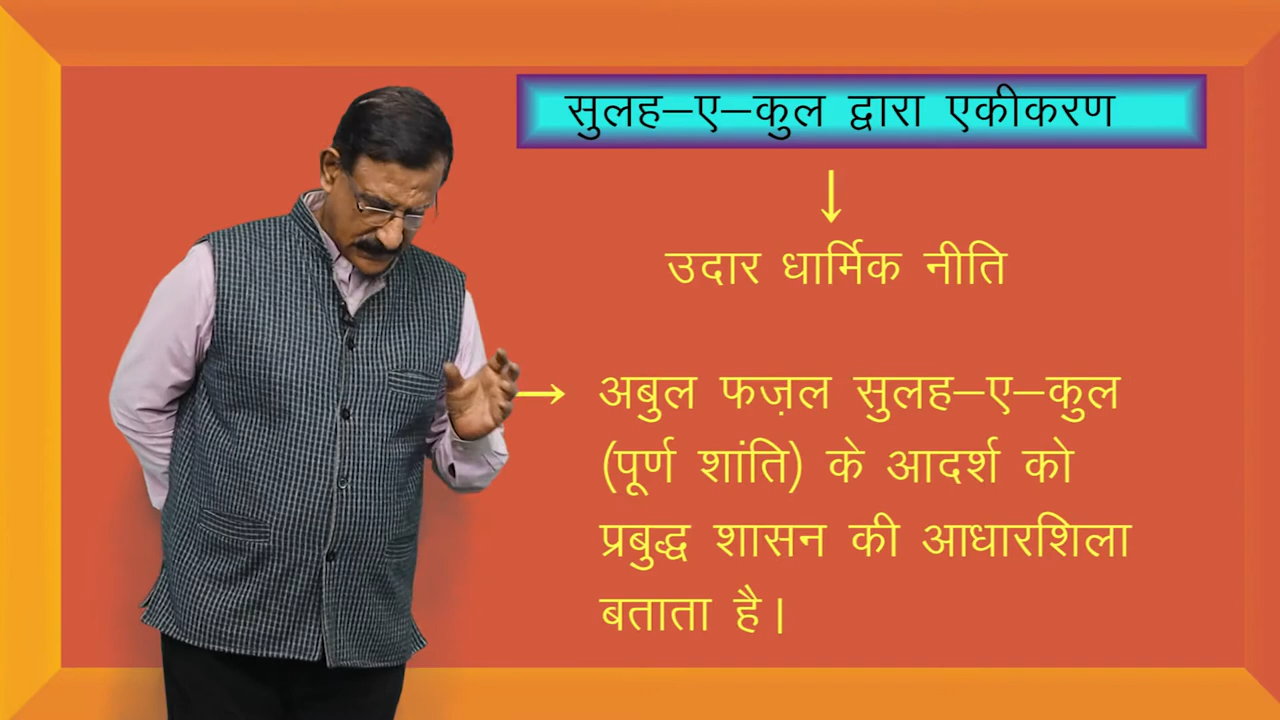 सुलह–ए–कुल द्वारा एकीकरण
↓
उदार धार्मिक नीति
→ अबुल फज़ल सुलह–ए–कुल
(पूर्ण शांति) के आदर्श को
प्रबुद्ध शासन की आधारशिला
बताता है।